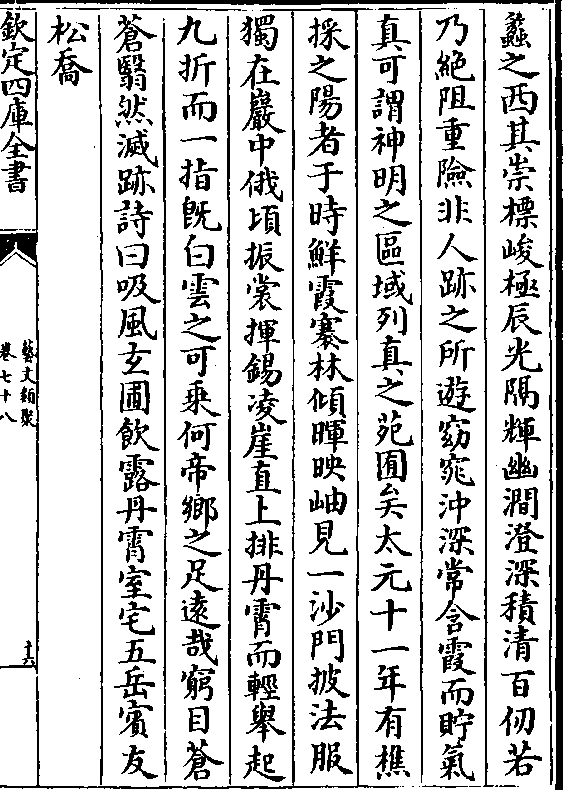 蠡之西其崇標峻極辰光隔輝幽澗澄深積清百仞若
乃絶阻重險非人跡之所遊窈窕沖深常含霞而貯氣
真可謂神明之區域列真之苑囿矣太元十一年有樵
採之陽者于時鮮霞褰林傾暉映岫見一沙門披法服
獨在巖中俄頃振裳揮錫凌崖直上排丹霄而輕舉起
九折而一指旣白雲之可乘何帝鄉之足遠哉窮目蒼
蒼翳然滅跡詩曰吸風玄圃飲露丹霄室宅五岳賓友
松喬
欽定四庫全書
藝文類聚
卷七十八
十六